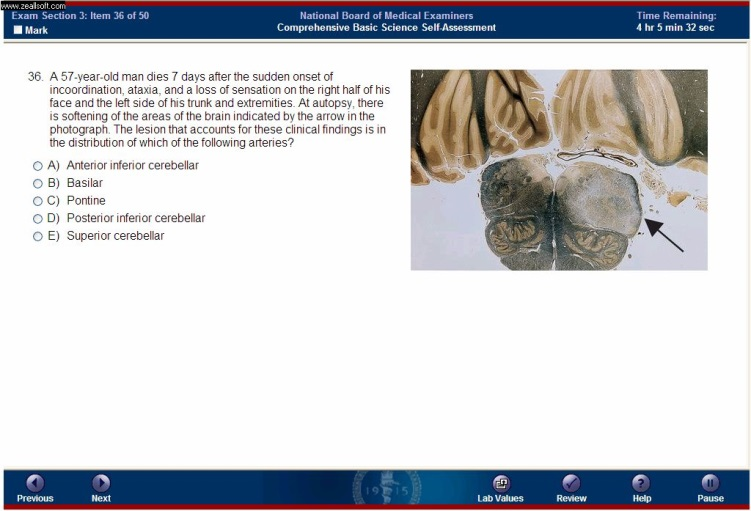 www.zeallsoft.com
Exam Section 3: Item 36 of 50
National Board of Medical Examiners
Time Remaining:
Mark
Comprehensive Basic Science Self-Assessment
4 hr 5 min 32 sec
36. A 57-year-old man dies 7 days after the sudden onset of
incoordination, ataxia, and a loss of sensation on the right half of his
face and the left side of his trunk and extremities. At autopsy, there
is softening of the areas of the brain indicated by the arrow in the
photograph. The lesion that accounts for these clinical findings is in
the distribution of which of the following arteries?
A) Anterior inferior cerebellar
B) Basilar
C) Pontine
D) Posterior inferior cerebellar
E) Superior cerebellar
1915
Previous
Next
Lab Values
Review
Help
Pause